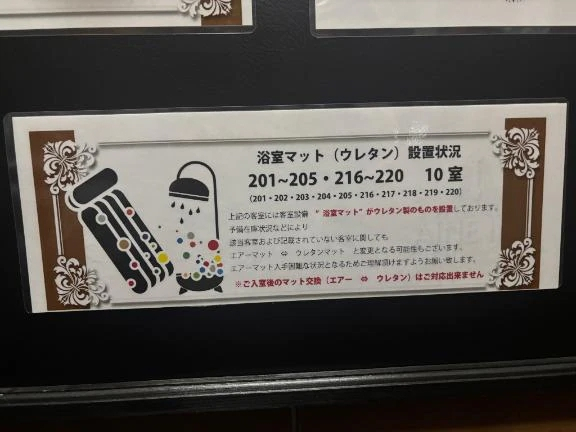 浴室マット（ウレタン）設置状況
201~205・216~220　10室
（201・202・203・204・205・216・217・218・219・220）
上記の客室には客室設備 “ 浴室マット”がウレタン製のものを設置しております。
予備在庫状況などにより
該当客室および記載されていない客室に関しても
エアーマット ⇔ ウレタンマット と変更となる可能性もございます。
エアーマット入手困難な状況となるためご理解頂けますようお願い致します。
※ご入室後のマット交換（エアー ⇔ ウレタン）はご対応出来ません